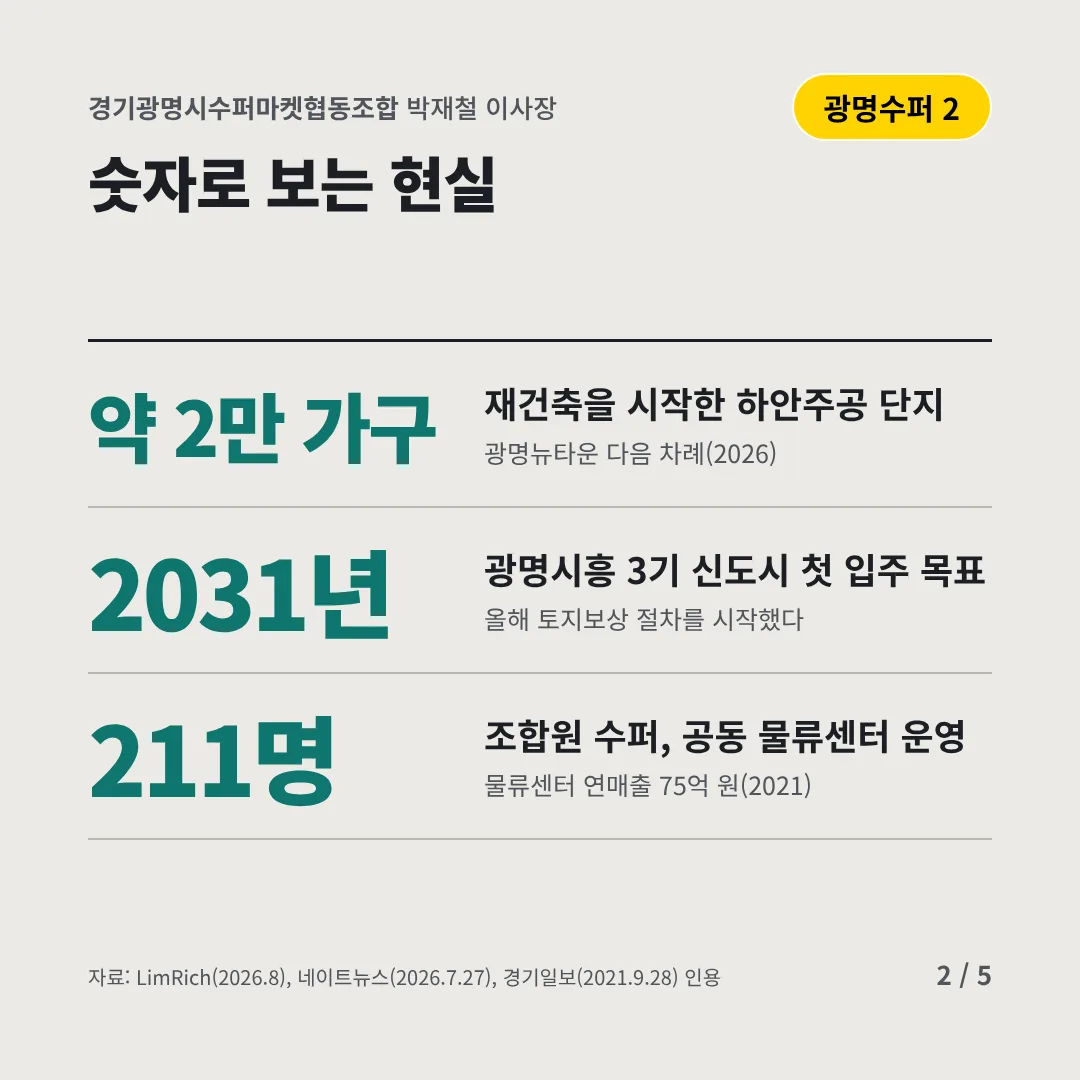 경기광명시수퍼마켓협동조합 박재철 이사장
광명수퍼 2
숫자로 보는 현실
약 2만 가구
재건축을 시작한 하안주공 단지
광명뉴타운 다음 차례(2026)
2031년
광명시흥 3기 신도시 첫 입주 목표
올해 토지보상 절차를 시작했다
211명
조합원 수퍼, 공동 물류센터 운영
물류센터 연매출 75억 원(2021)
자료: LimRich(2026.8), 네이트뉴스(2026.7.27), 경기일보(2021.9.28) 인용
2 / 5